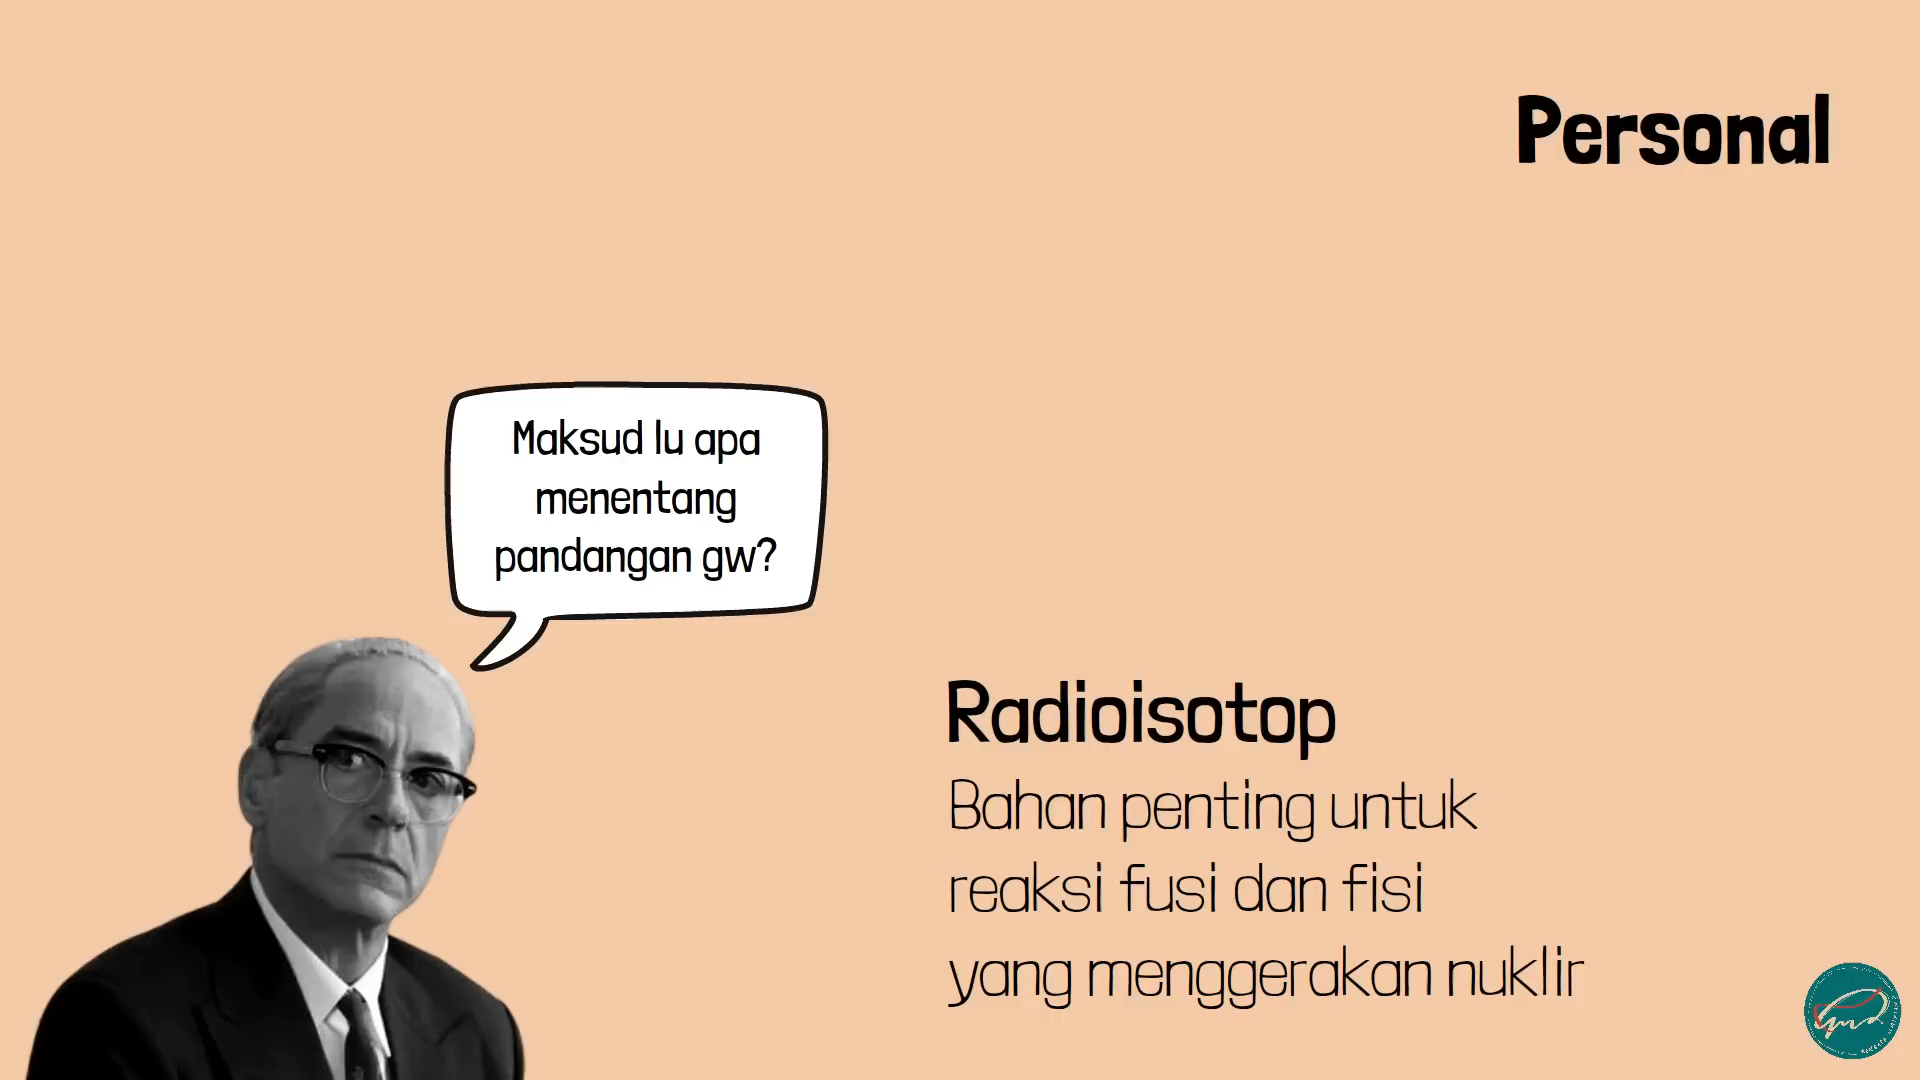 Personal
Maksud lu apa
menentang
pandangan gw?
Radioisotop
Bahan penting untuk
reaksi fusi dan fisi
yang menggerakan nuklir